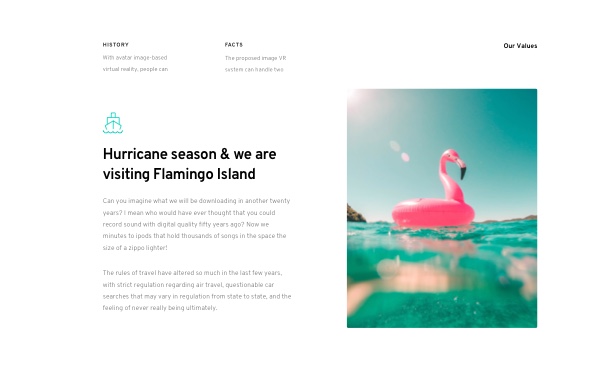 HISTORY
With avatar image-based
virtual reality, people can
FACTS
The proposed image VR
system can handle two
Our Values
Hurricane season & we are
visiting Flamingo Island
Can you imagine what we will be downloading in another twenty
years? I mean who would have ever thought that you could
record sound with digital quality fifty years ago? Now we
minutes to ipods that hold thousands of songs in the space the
size of a zippo lighter!
The rules of travel have altered so much in the last few years,
with strict regulation regarding air travel, questionable car
searches that may vary in regulation from state to state, and the
feeling of never really being ultimately.